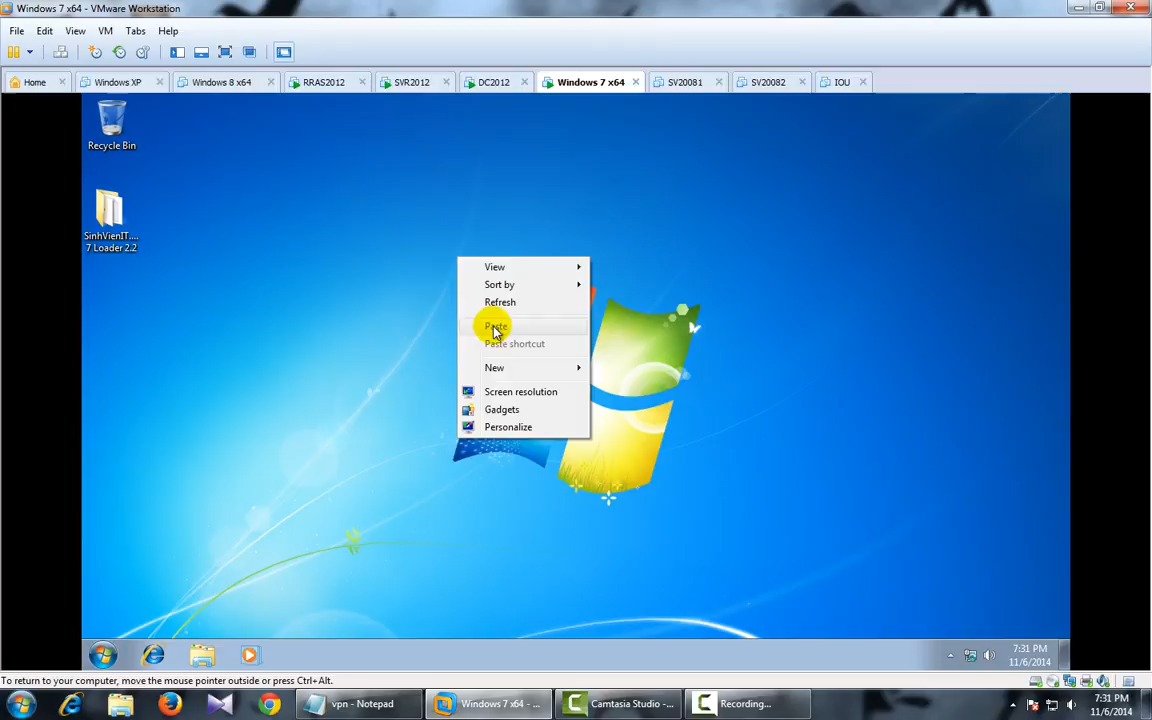 Windows 7 x64 - VMware Workstation
File Edit View VM Tabs Help
Home Windows XP Windows 8 x64 RRAS2012 SVR2012 DC2012 Windows 7 x64 SV20081 SV20082 IOU
Recycle Bin
SinhVienIT....
7 Loader 2.2
View
Sort by
Refresh
Paste
Paste shortcut
New
Screen resolution
Gadgets
Personalize
7:31 PM
11/6/2014
To return to your computer, move the mouse pointer outside or press Ctrl+Alt.
vpn - Notepad
Windows 7 x64 - ...
Camtasia Studio -...
Recording...
7:31 PM
11/6/2014